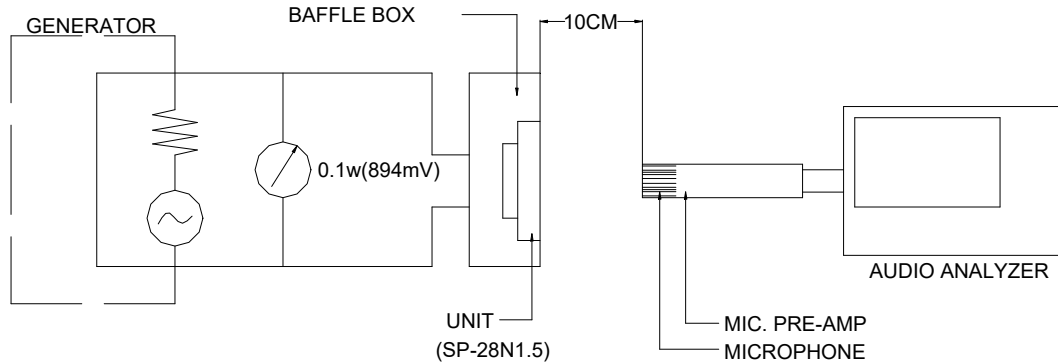 BAFFLE BOX
10CM
GENERATOR
0.1w(894mV)
AUDIO ANALYZER
UNIT
(SP-28N1.5)
MIC. PRE-AMP
MICROPHONE